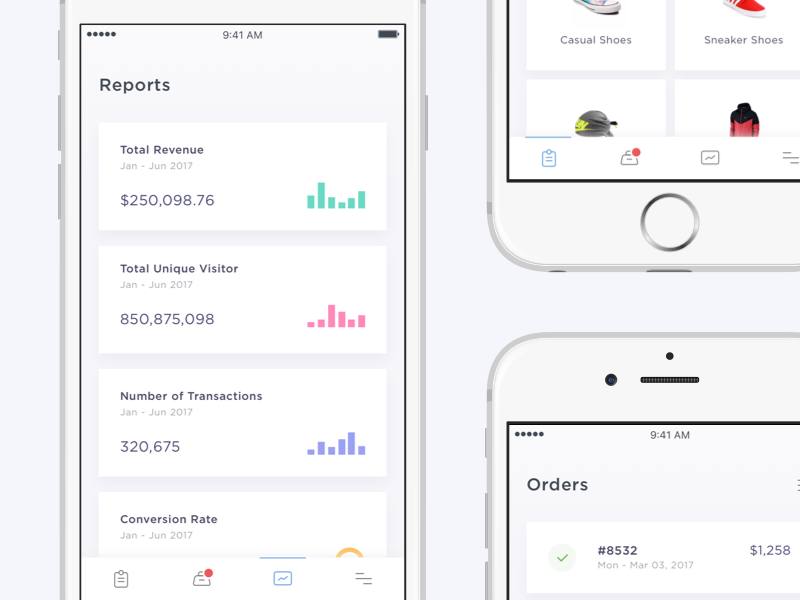 9:41 AM
Reports
Total Revenue
Jan - Jun 2017
$250,098.76
Total Unique Visitor
Jan - Jun 2017
850,875,098
Number of Transactions
Jan - Jun 2017
320,675
Conversion Rate
Jan - Jun 2017
Casual Shoes
Sneaker Shoes
9:41 AM
Orders
#8532
$1,258
Mon - Mar 03, 2017